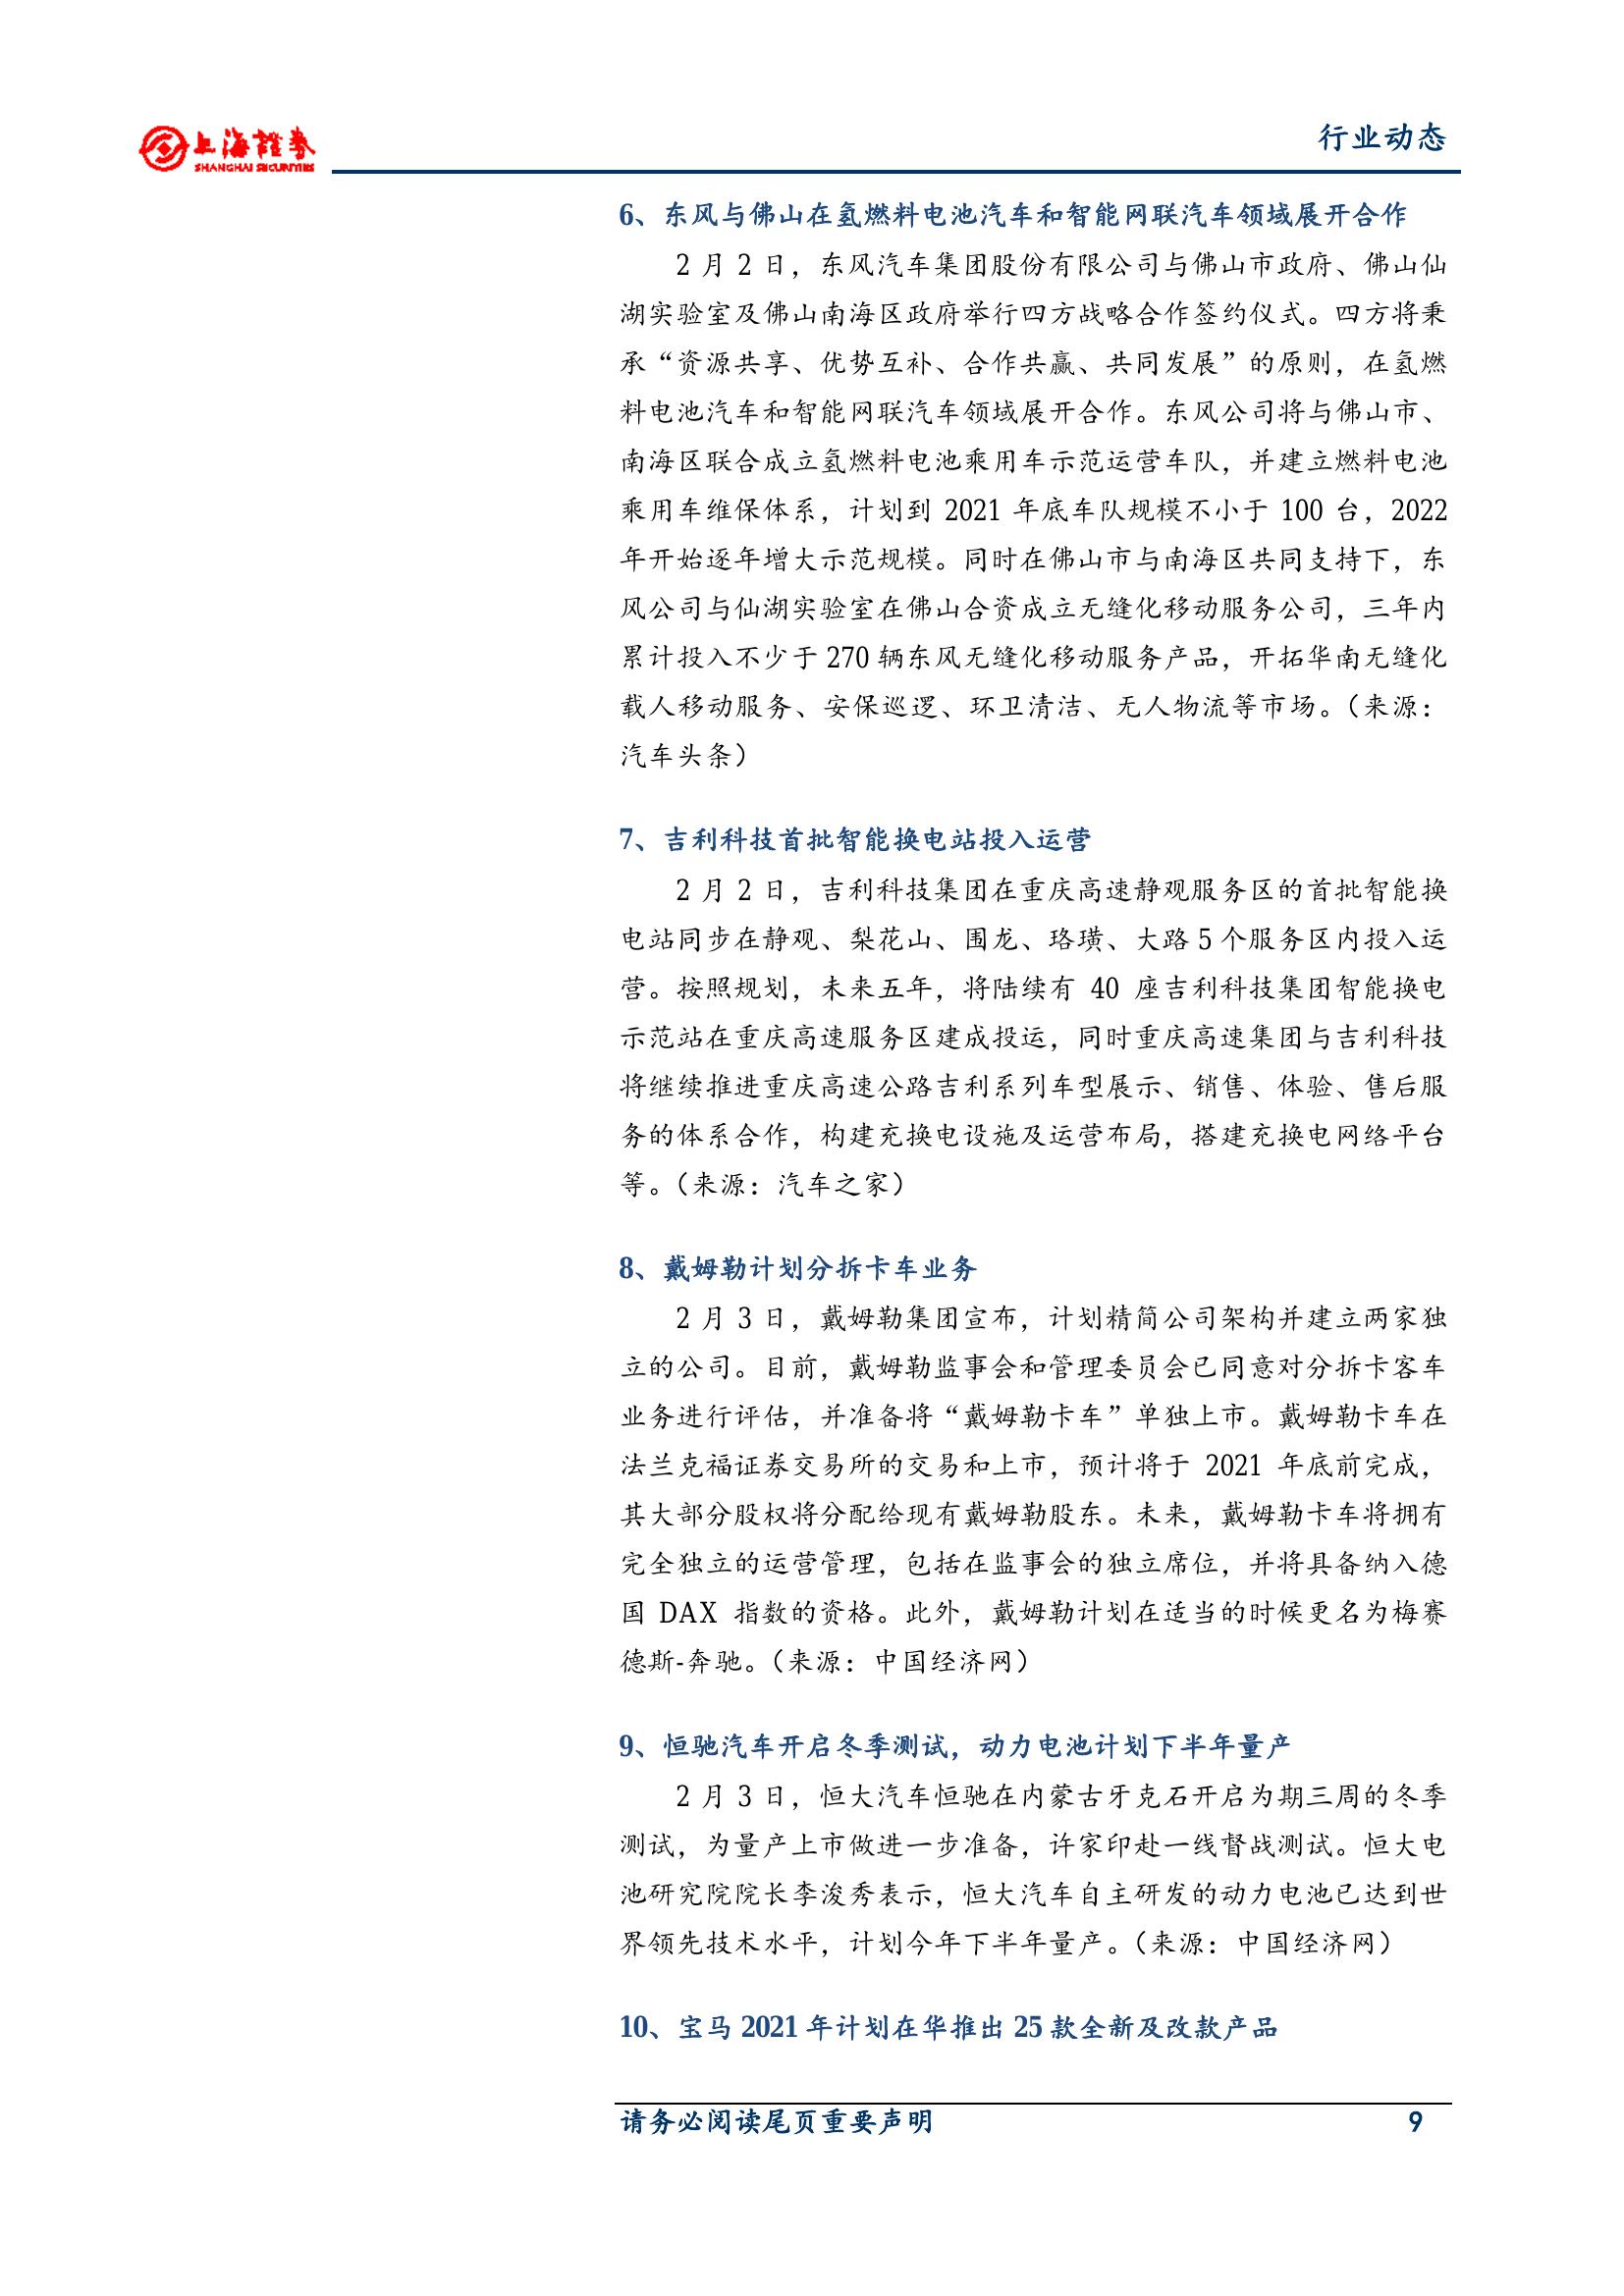 上海證券
SHANGHAI SECURITIES
行业动态
6、东风与佛山在氢燃料电池汽车和智能网联汽车领域展开合作
2 月 2 日，东风汽车集团股份有限公司与佛山市政府、佛山仙
湖实验室及佛山南海区政府举行四方战略合作签约仪式。四方将秉
承“资源共享、优势互补、合作共赢、共同发展”的原则，在氢燃
料电池汽车和智能网联汽车领域展开合作。东风公司将与佛山市、
南海区联合成立氢燃料电池乘用车示范运营车队，并建立燃料电池
乘用车维保体系，计划到 2021 年底车队规模不小于 100 台，2022
年开始逐年增大示范规模。同时在佛山市与南海区共同支持下，东
风公司与仙湖实验室在佛山合资成立无缝化移动服务公司，三年内
累计投入不少于 270 辆东风无缝化移动服务产品，开拓华南无缝化
载人移动服务、安保巡逻、环卫清洁、无人物流等市场。（来源：
汽车头条）
7、吉利科技首批智能换电站投入运营
2 月 2 日，吉利科技集团在重庆高速静观服务区的首批智能换
电站同步在静观、梨花山、围龙、珞璜、大路 5 个服务区内投入运
营。按照规划，未来五年，将陆续有 40 座吉利科技集团智能换电
示范站在重庆高速服务区建成投运，同时重庆高速集团与吉利科技
将继续推进重庆高速公路吉利系列车型展示、销售、体验、售后服
务的体系合作，构建充换电设施及运营布局，搭建充换电网络平台
等。（来源：汽车之家）
8、戴姆勒计划分拆卡车业务
2 月 3 日，戴姆勒集团宣布，计划精简公司架构并建立两家独
立的公司。目前，戴姆勒监事会和管理委员会已同意对分拆卡客车
业务进行评估，并准备将“戴姆勒卡车”单独上市。戴姆勒卡车在
法兰克福证券交易所的交易和上市，预计将于 2021 年底前完成，
其大部分股权将分配给现有戴姆勒股东。未来，戴姆勒卡车将拥有
完全独立的运营管理，包括在监事会的独立席位，并将具备纳入德
国 DAX 指数的资格。此外，戴姆勒计划在适当的时候更名为梅赛
德斯-奔驰。（来源：中国经济网）
9、恒驰汽车开启冬季测试，动力电池计划下半年量产
2 月 3 日，恒大汽车恒驰在内蒙古牙克石开启为期三周的冬季
测试，为量产上市做进一步准备，许家印赴一线督战测试。恒大电
池研究院院长李浚秀表示，恒大汽车自主研发的动力电池已达到世
界领先技术水平，计划今年下半年量产。（来源：中国经济网）
10、宝马 2021 年计划在华推出 25 款全新及改款产品
请务必阅读尾页重要声明 9